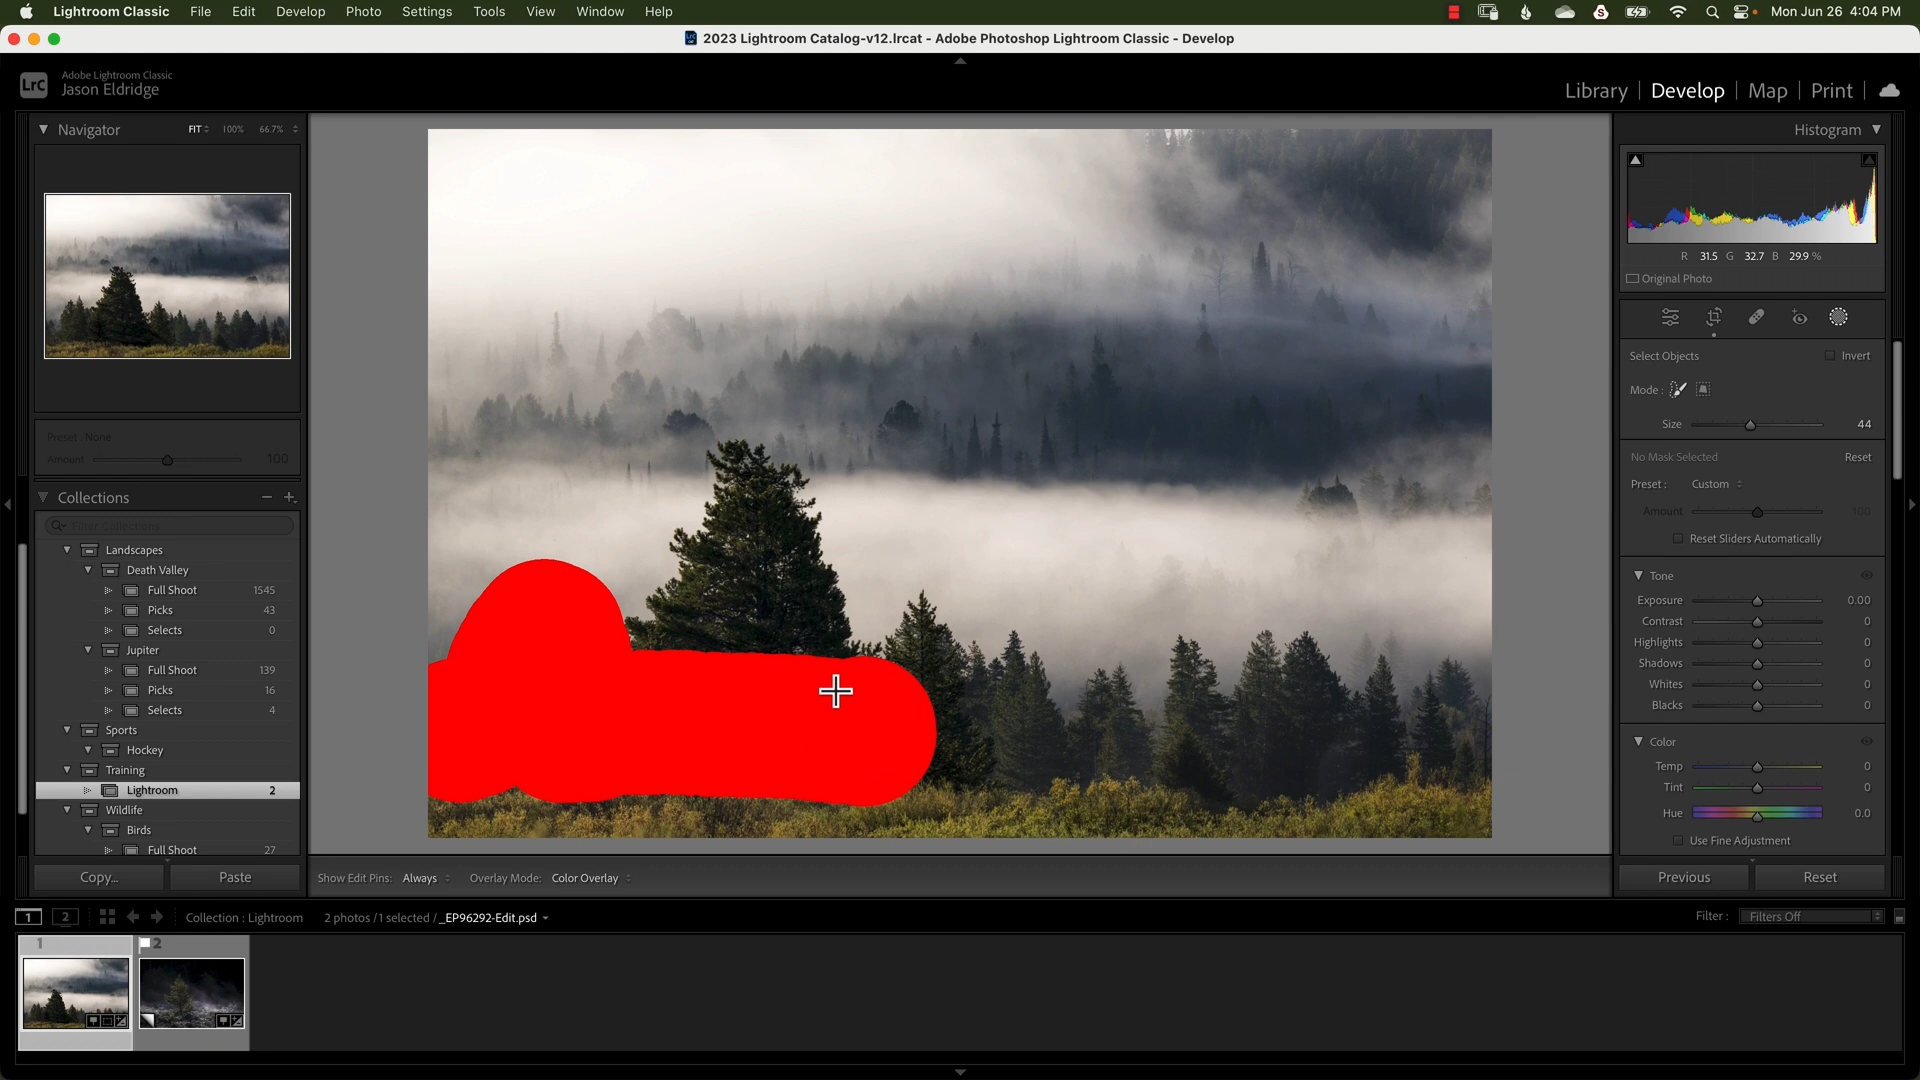 Lightroom Classic File Edit Develop Photo Settings Tools View Window Help Mon Jun 26 4:04 PM
2023 Lightroom Catalog-v12.lrcat - Adobe Photoshop Lightroom Classic - Develop
LrC Adobe Lightroom Classic
Jason Eldridge
Library | Develop | Map | Print
Navigator FIT 100% 66.7%
Preset : None
Amount 100
Collections
Filter Collections
Landscapes
Death Valley
Full Shoot 1545
Picks 43
Selects 0
Jupiter
Full Shoot 139
Picks 16
Selects 4
Sports
Hockey
Training
Lightroom 2
Wildlife
Birds
Full Shoot 27
Copy... Paste
Show Edit Pins: Always Overlay Mode: Color Overlay
Histogram
R 31.5 G 32.7 B 29.9 %
Original Photo
Select Objects Invert
Mode :
Size 44
No Mask Selected Reset
Preset : Custom
Amount 100
Reset Sliders Automatically
Tone
Exposure 0.00
Contrast 0
Highlights 0
Shadows 0
Whites 0
Blacks 0
Color
Temp 0
Tint 0
Hue 0.0
Use Fine Adjustment
Previous Reset
1 2 Collection : Lightroom 2 photos / 1 selected / _EP96292-Edit.psd Filter : Filters Off
1 2